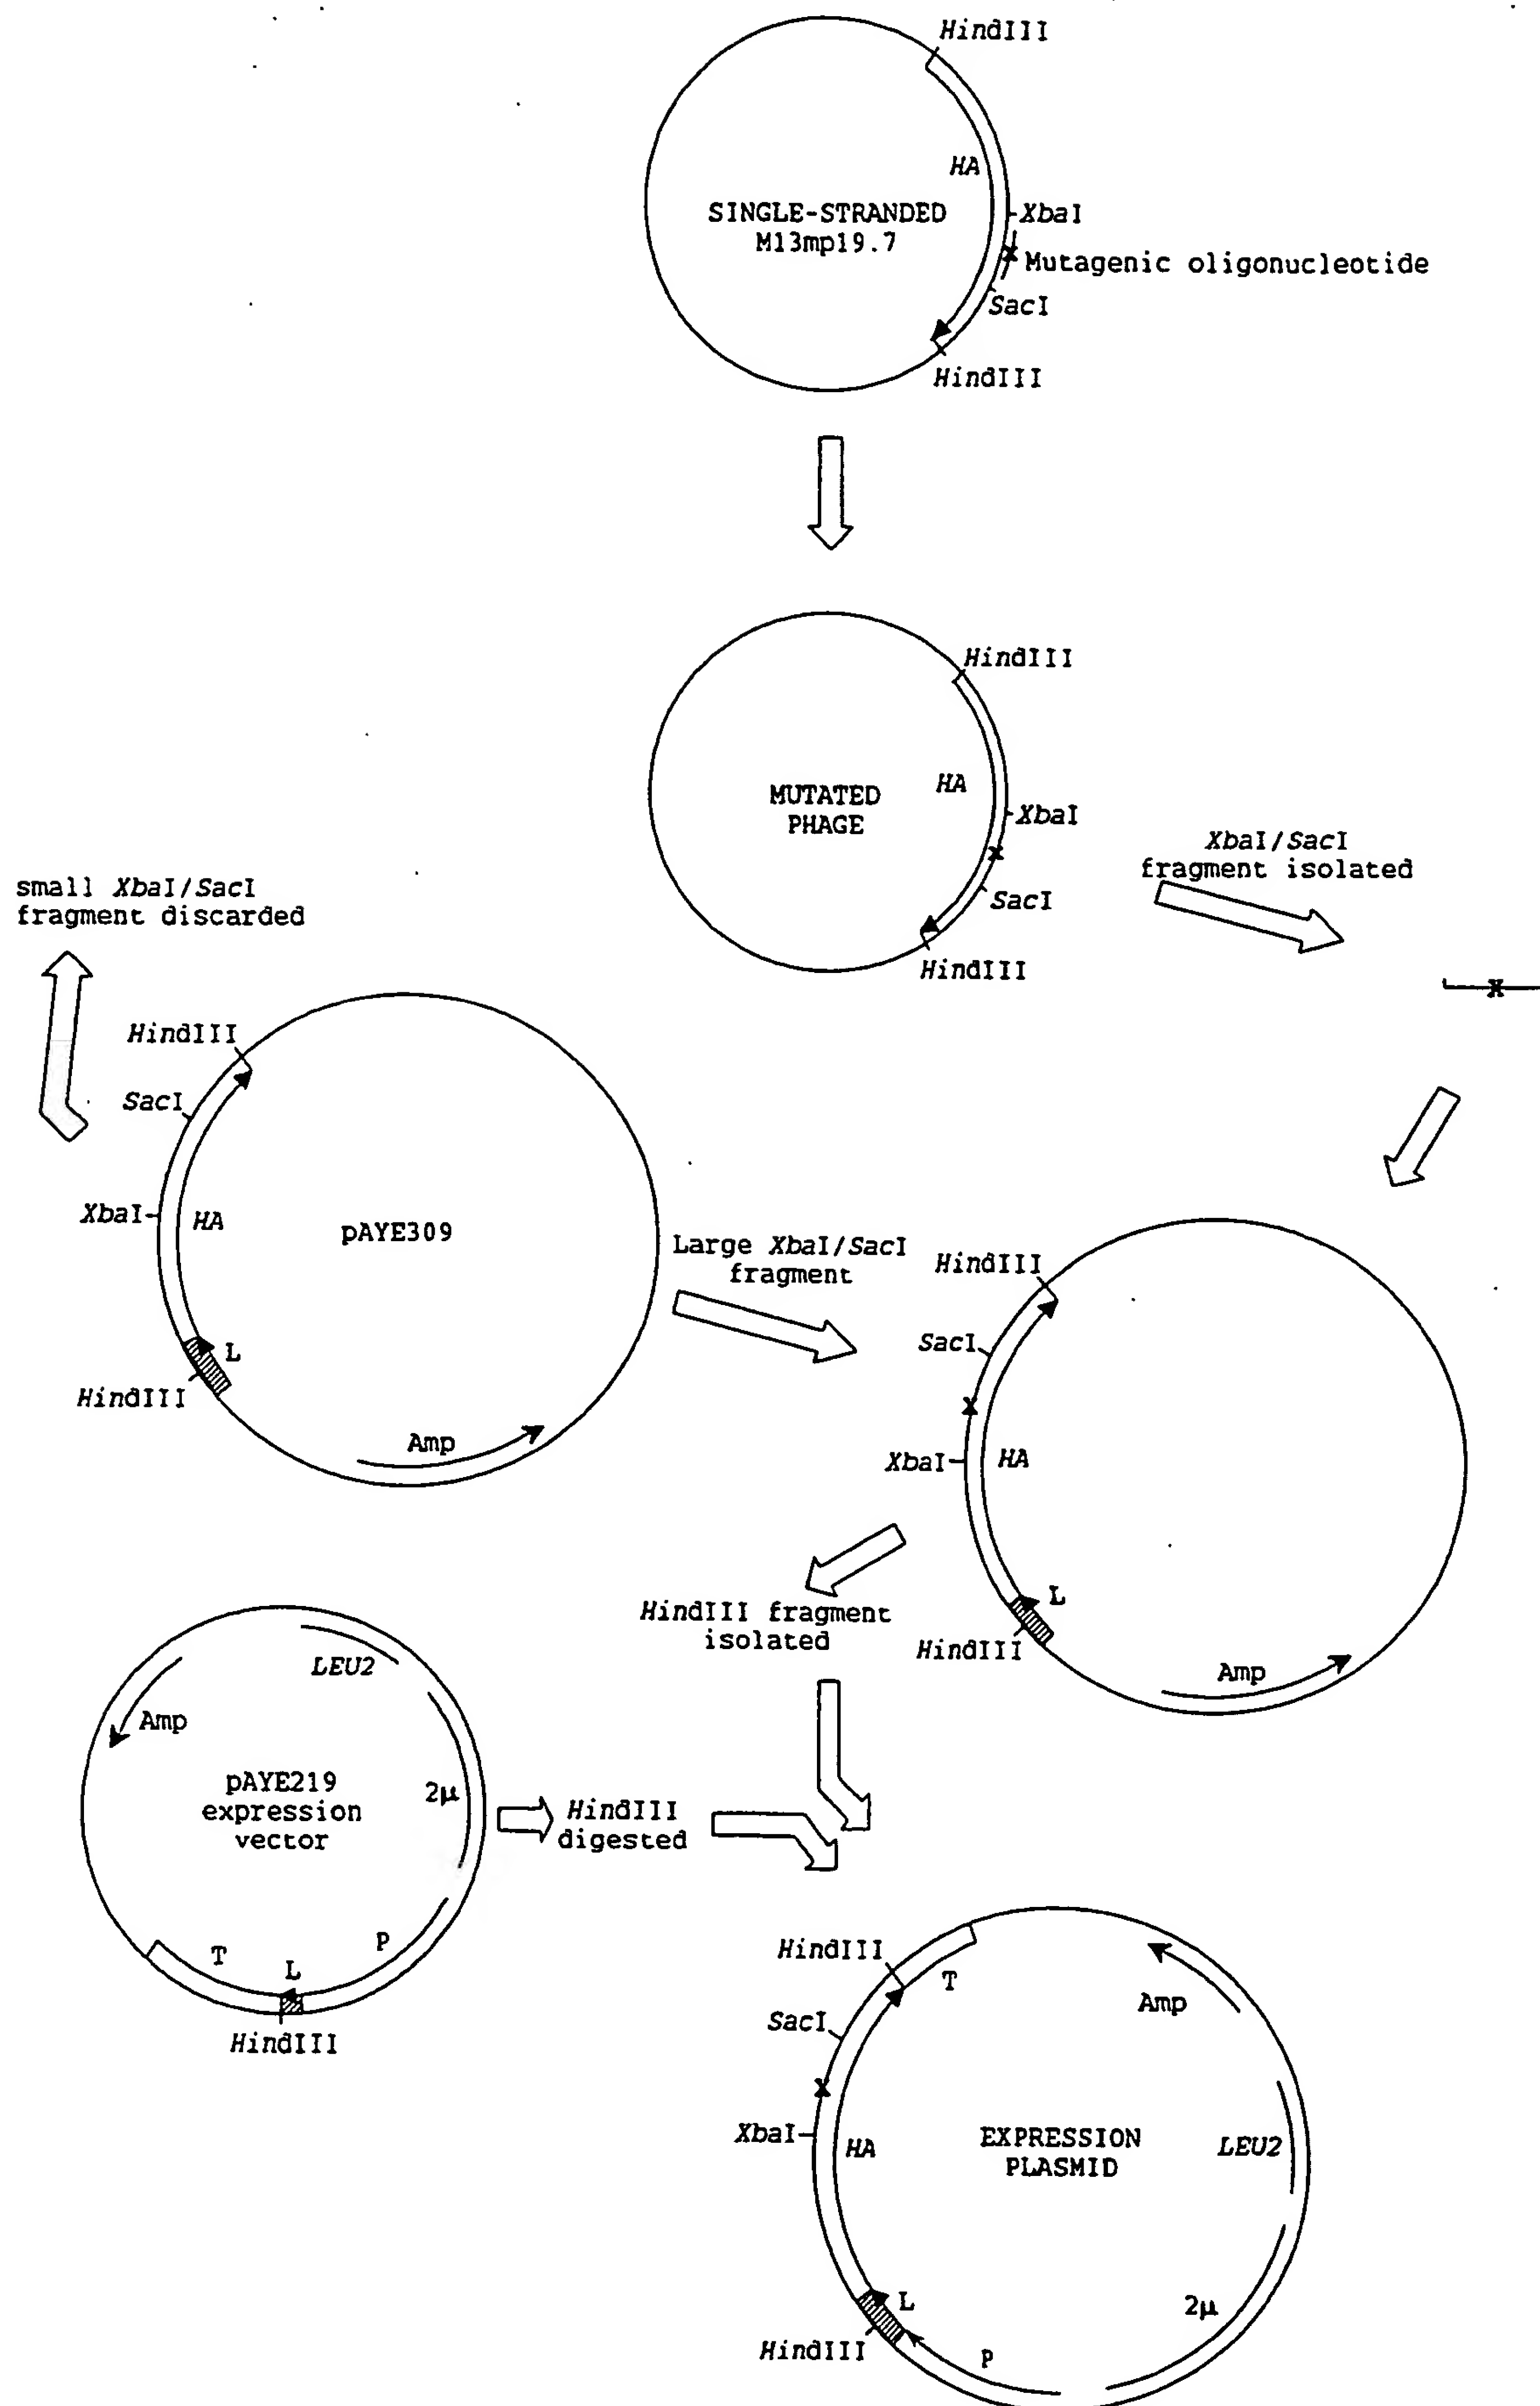 HindIII
HA
SINGLE-STRANDED
M13mp19.7
XbaI
x Mutagenic oligonucleotide
SacI
HindIII
HindIII
HA
MUTATED
PHAGE
XbaI
x
SacI
HindIII
XbaI/SacI
fragment isolated
x
small XbaI/SacI
fragment discarded
HindIII
SacI
XbaI
HA
pAYE309
L
HindIII
Amp
Large XbaI/SacI
fragment
HindIII
SacI
x
XbaI
HA
L
HindIII
Amp
HindIII fragment
isolated
LEU2
Amp
pAYE219
expression
vector
2μ
T
L
P
HindIII
HindIII
digested
HindIII
T
Amp
SacI
x
XbaI
HA
EXPRESSION
PLASMID
LEU2
L
2μ
HindIII
P